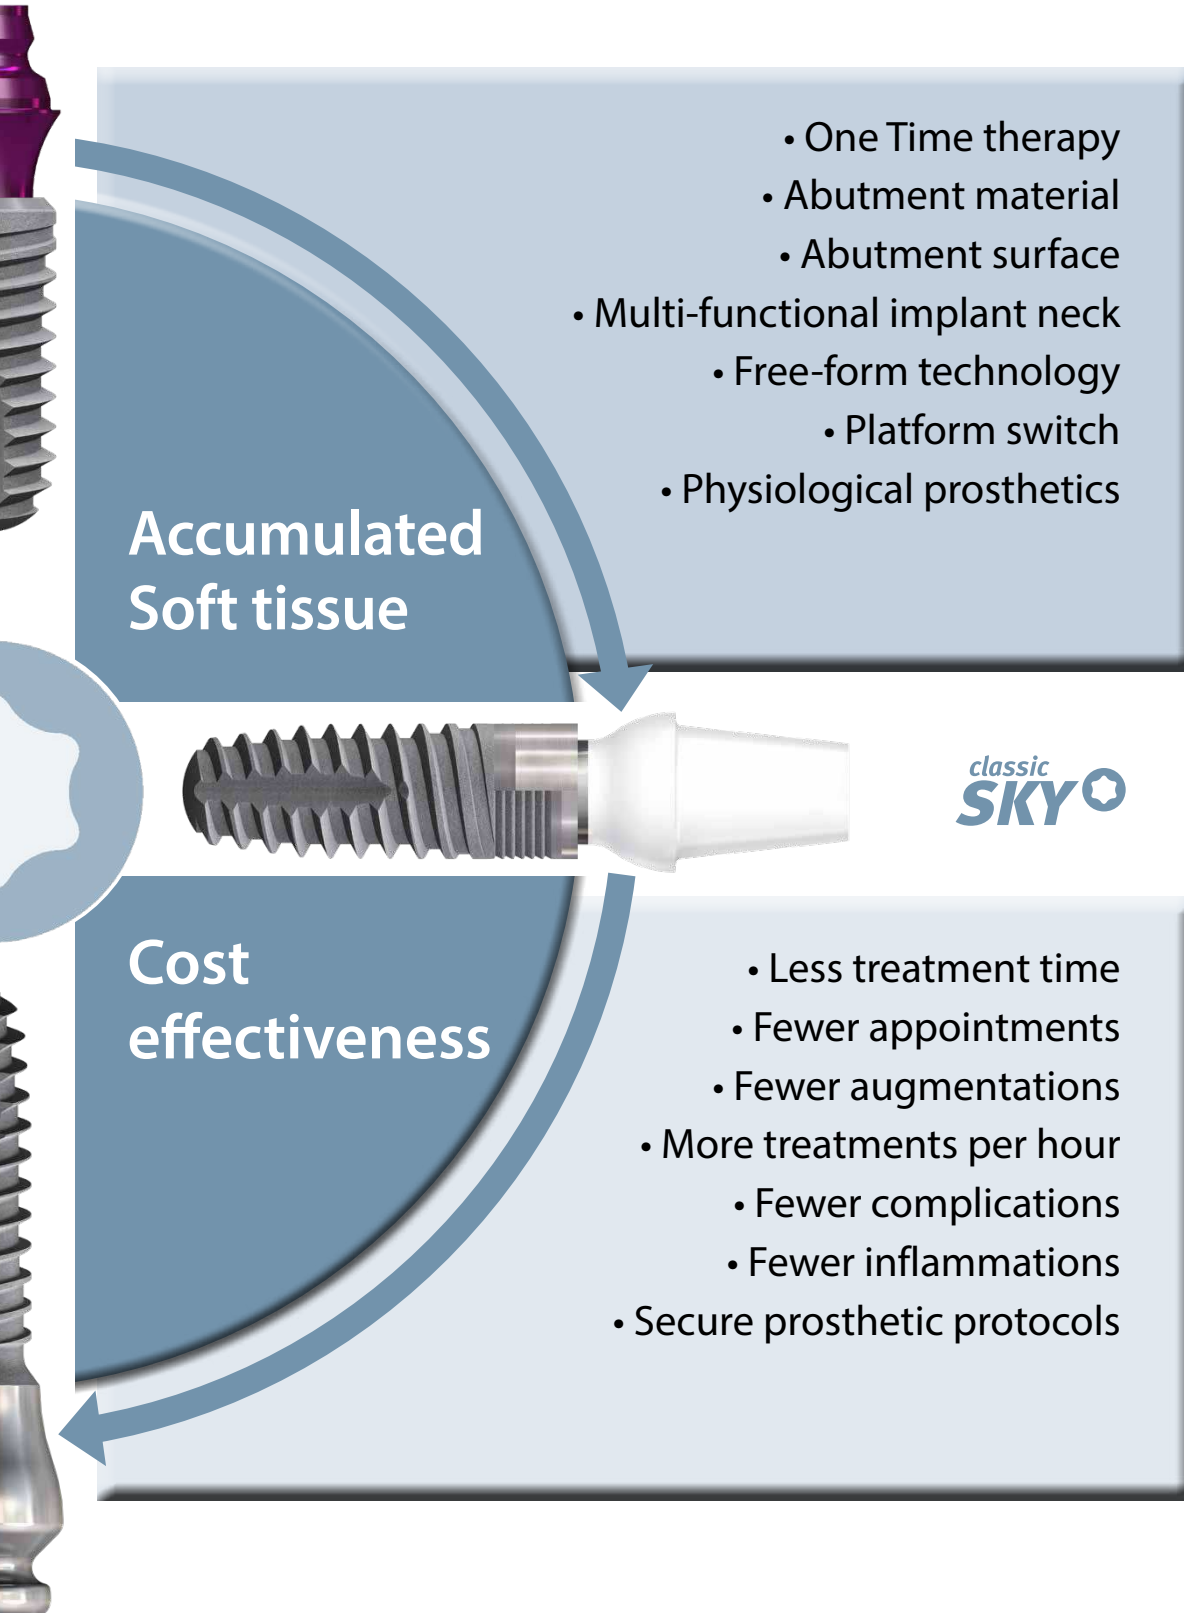 • One Time therapy
• Abutment material
• Abutment surface
• Multi-functional implant neck
• Free-form technology
• Platform switch
• Physiological prosthetics
Accumulated
Soft tissue
classic
SKY
Cost
effectiveness
• Less treatment time
• Fewer appointments
• Fewer augmentations
• More treatments per hour
• Fewer complications
• Fewer inflammations
• Secure prosthetic protocols